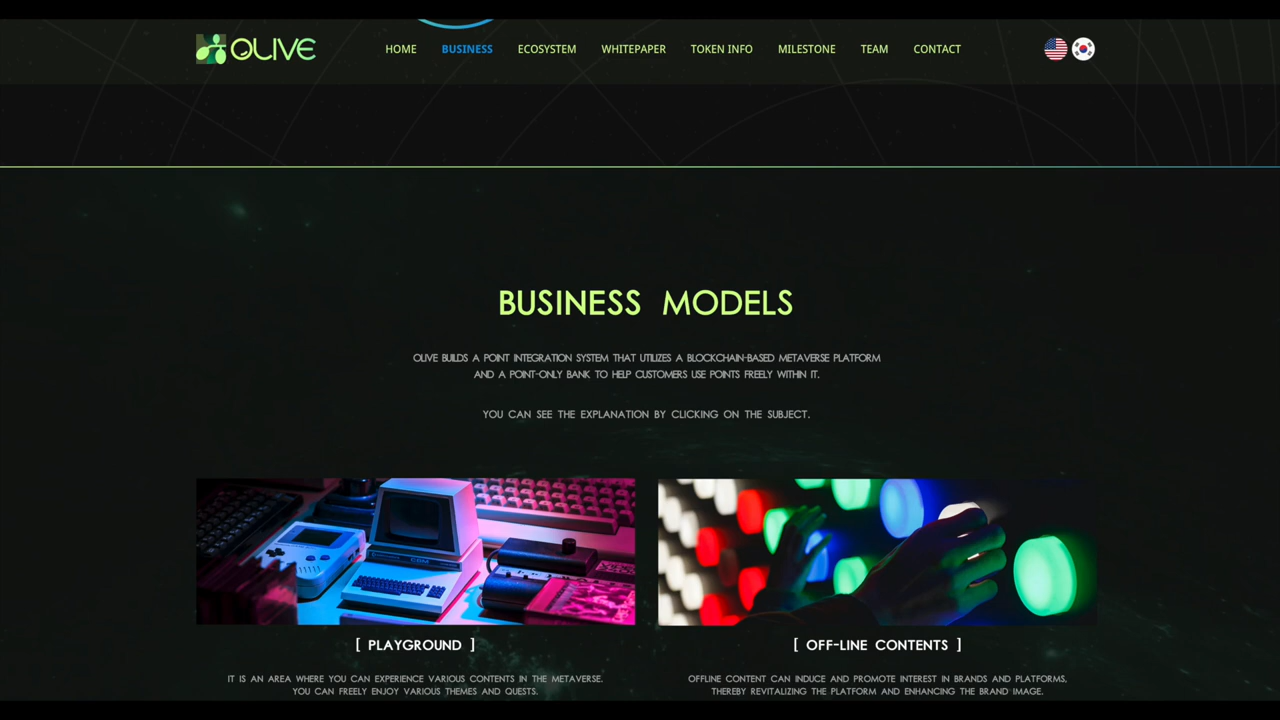 OLIVE
HOME BUSINESS ECOSYSTEM WHITEPAPER TOKEN INFO MILESTONE TEAM CONTACT
BUSINESS MODELS
OLIVE BUILDS A POINT INTEGRATION SYSTEM THAT UTILIZES A BLOCKCHAIN-BASED METAVERSE PLATFORM
AND A POINT-ONLY BANK TO HELP CUSTOMERS USE POINTS FREELY WITHIN IT.
YOU CAN SEE THE EXPLANATION BY CLICKING ON THE SUBJECT.
[ PLAYGROUND ]
IT IS AN AREA WHERE YOU CAN EXPERIENCE VARIOUS CONTENTS IN THE METAVERSE.
YOU CAN FREELY ENJOY VARIOUS THEMES AND QUESTS.
[ OFF-LINE CONTENTS ]
OFFLINE CONTENT CAN INDUCE AND PROMOTE INTEREST IN BRANDS AND PLATFORMS,
THEREBY REVITALIZING THE PLATFORM AND ENHANCING THE BRAND IMAGE.